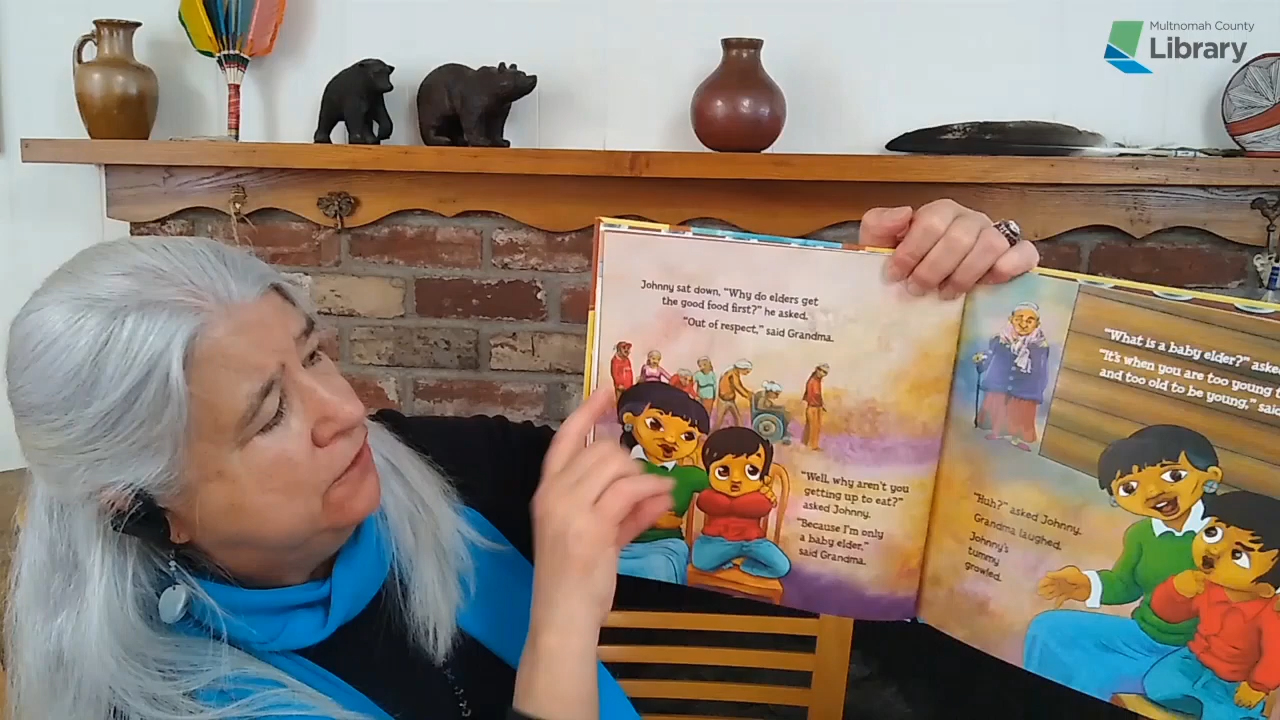 Multnomah County
Library
Johnny sat down, "Why do elders get
the good food first?" he asked.
"Out of respect," said Grandma.
"Well, why aren't you
getting up to eat?"
asked Johnny.
"Because I'm only
a baby elder,"
said Grandma.
"What is a baby elder?"
"It's when you are too young
and too old to be young,"
"Huh?" asked Johnny.
Grandma laughed.
Johnny's
tummy
growled.